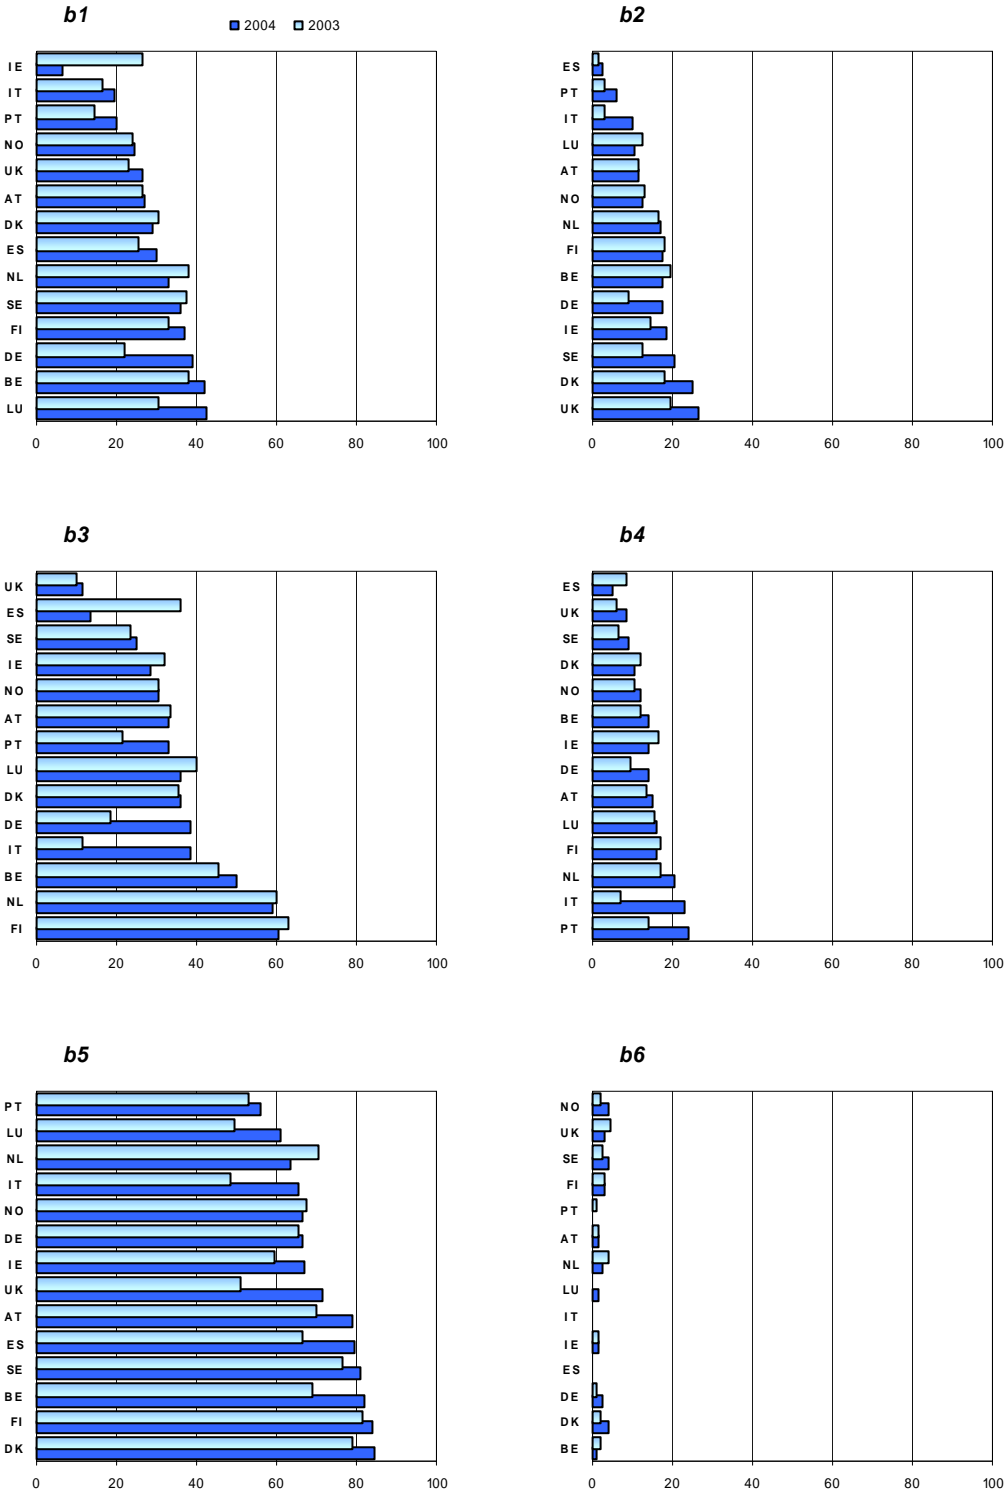 b1
2004 2003
IE
IT
PT
NO
UK
AT
DK
ES
NL
SE
FI
DE
BE
LU
0 20 40 60 80 100
b2
ES
PT
IT
LU
AT
NO
NL
FI
BE
DE
IE
SE
DK
UK
0 20 40 60 80 100
b3
UK
ES
SE
IE
NO
AT
PT
LU
DK
DE
IT
BE
NL
FI
0 20 40 60 80 100
b4
ES
UK
SE
DK
NO
BE
IE
DE
AT
LU
FI
NL
IT
PT
0 20 40 60 80 100
b5
PT
LU
NL
IT
NO
DE
IE
UK
AT
ES
SE
BE
FI
DK
0 20 40 60 80 100
b6
NO
UK
SE
FI
PT
AT
NL
LU
IT
IE
ES
DE
DK
BE
0 20 40 60 80 100